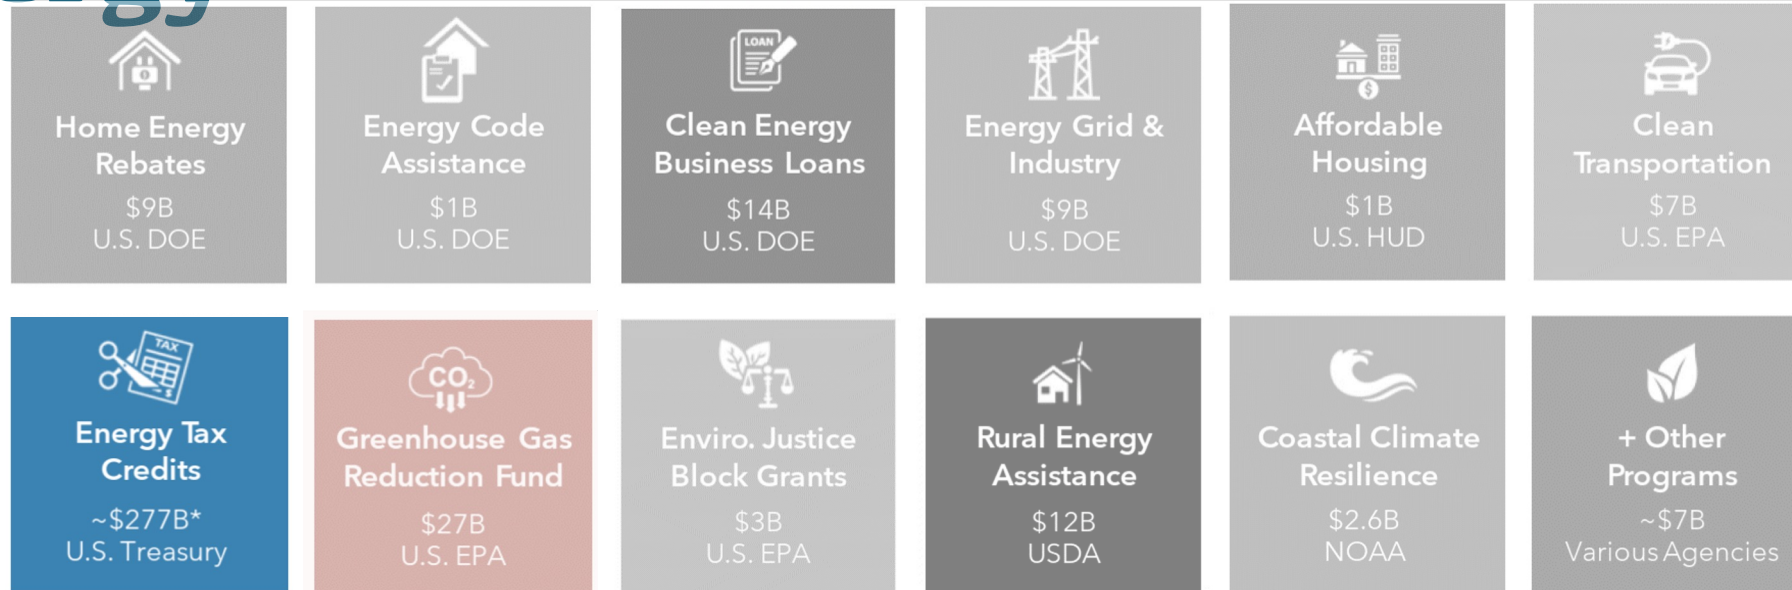 Home Energy
Rebates
$9B
U.S. DOE
Energy Code
Assistance
$1B
U.S. DOE
LOAN
Clean Energy
Business Loans
$14B
U.S. DOE
Energy Grid &
Industry
$9B
U.S. DOE
$
Affordable
Housing
$1B
U.S. HUD
Clean
Transportation
$7B
U.S. EPA
TAX
$
Energy Tax
Credits
~$277B*
U.S. Treasury
CO₂
Greenhouse Gas
Reduction Fund
$27B
U.S. EPA
Enviro. Justice
Block Grants
$3B
U.S. EPA
Rural Energy
Assistance
$12B
USDA
Coastal Climate
Resilience
$2.6B
NOAA
+ Other
Programs
~$7B
Various Agencies